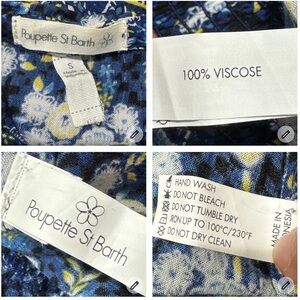 Poupette St Barth
S
100% VISCOSE
Poupette St Barth
HAND WASH
DO NOT BLEACH
DO NOT TUMBLE DRY
IRON UP TO 100°C/230°F
DO NOT DRY CLEAN
MADE IN